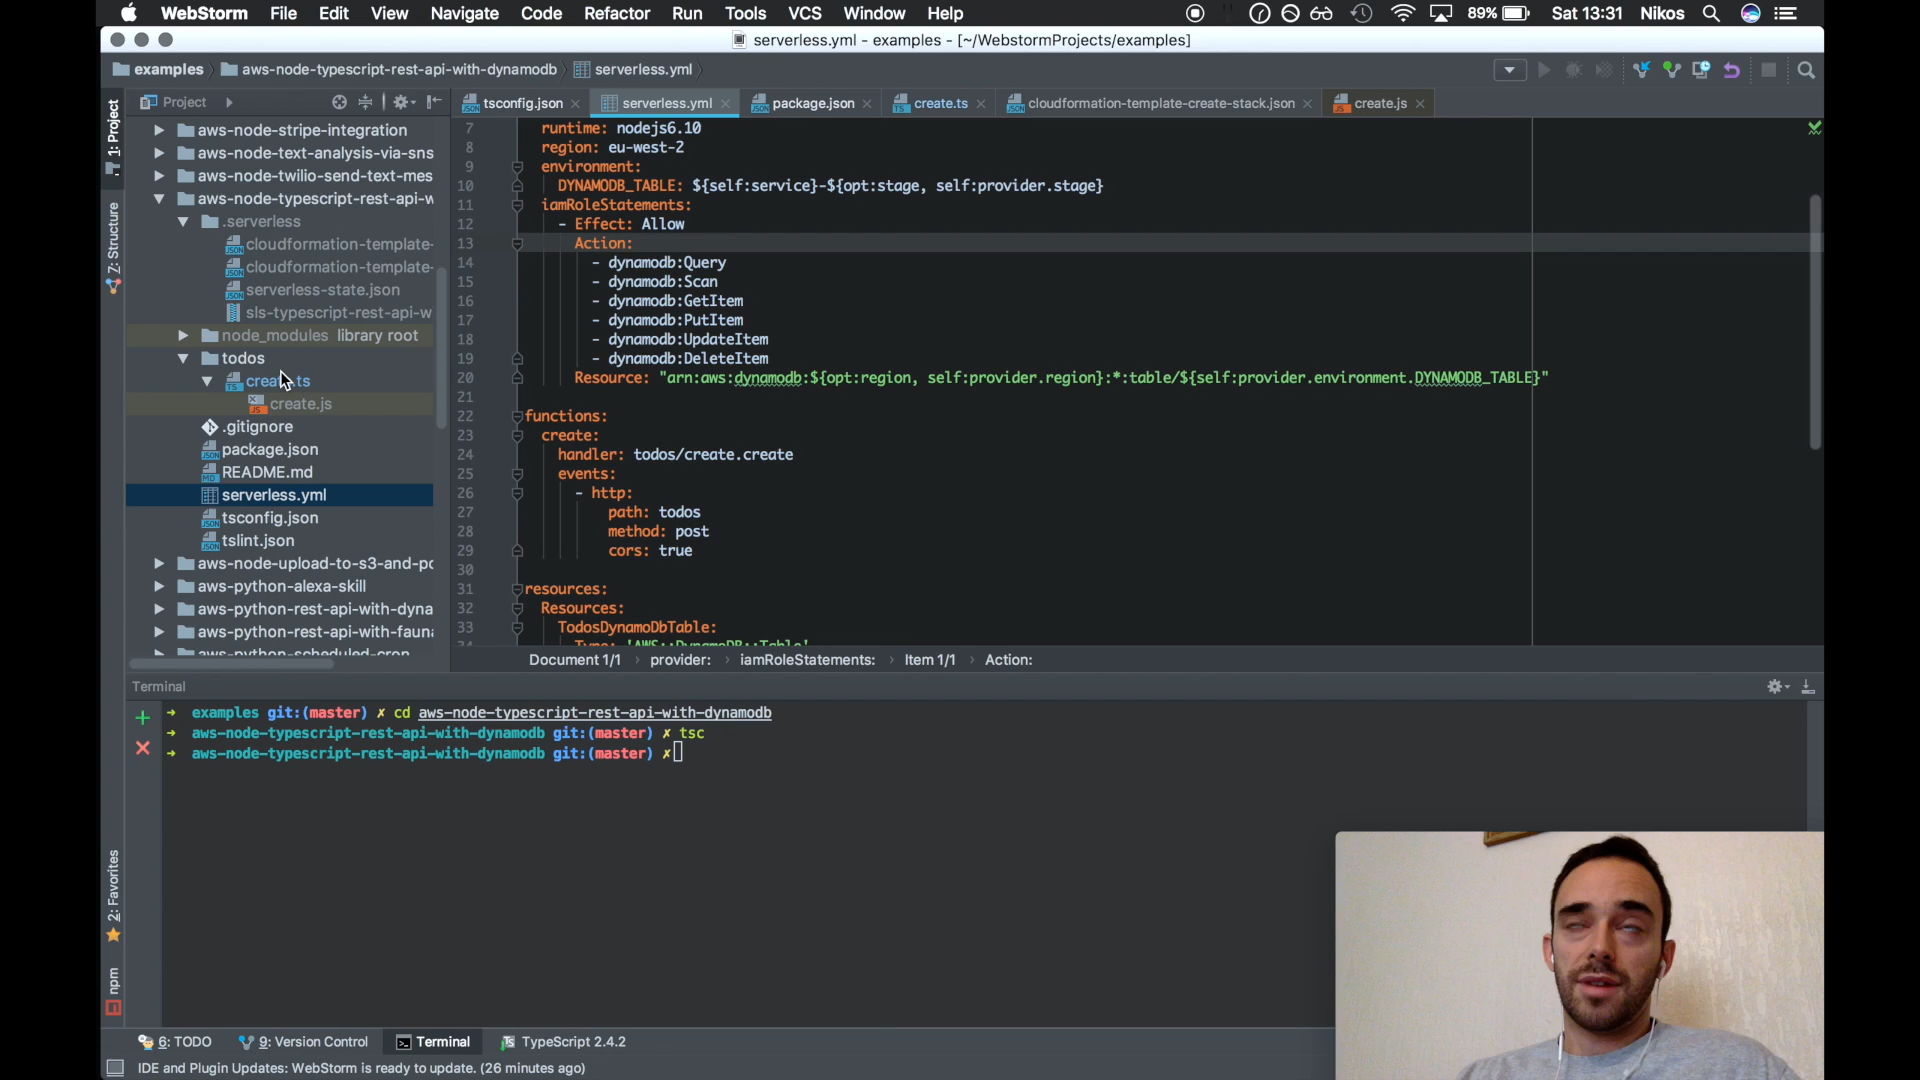 WebStorm File Edit View Navigate Code Refactor Run Tools VCS Window Help 89% Sat 13:31 Nikos
serverless.yml - examples - [~/WebstormProjects/examples]
examples aws-node-typescript-rest-api-with-dynamodb serverless.yml
Project
tsconfig.json serverless.yml package.json create.ts cloudformation-template-create-stack.json create.js
1: Project
Z: Structure
2: Favorites
npm
aws-node-stripe-integration
aws-node-text-analysis-via-sns
aws-node-twilio-send-text-mes
aws-node-typescript-rest-api-w
.serverless
cloudformation-template-
cloudformation-template-
serverless-state.json
sls-typescript-rest-api-w
node_modules library root
todos
create.ts
create.js
.gitignore
package.json
README.md
serverless.yml
tsconfig.json
tslint.json
aws-node-upload-to-s3-and-po
aws-python-alexa-skill
aws-python-rest-api-with-dyna
aws-python-rest-api-with-fauna
aws-python-scheduled-cron
7 runtime: nodejs6.10
8 region: eu-west-2
9 environment:
10 DYNAMODB_TABLE: ${self:service}-${opt:stage, self:provider.stage}
11 iamRoleStatements:
12 - Effect: Allow
13 Action:
14 - dynamodb:Query
15 - dynamodb:Scan
16 - dynamodb:GetItem
17 - dynamodb:PutItem
18 - dynamodb:UpdateItem
19 - dynamodb:DeleteItem
20 Resource: "arn:aws:dynamodb:${opt:region, self:provider.region}:*:table/${self:provider.environment.DYNAMODB_TABLE}"
21
22 functions:
23 create:
24 handler: todos/create.create
25 events:
26 - http:
27 path: todos
28 method: post
29 cors: true
30
31 resources:
32 Resources:
33 TodosDynamoDbTable:
34 Type: 'AWS::DynamoDB::Table'
Document 1/1 provider: iamRoleStatements: Item 1/1 Action:
Terminal
examples git:(master) ✗ cd aws-node-typescript-rest-api-with-dynamodb
aws-node-typescript-rest-api-with-dynamodb git:(master) ✗ tsc
aws-node-typescript-rest-api-with-dynamodb git:(master) ✗
6: TODO 9: Version Control Terminal TypeScript 2.4.2
IDE and Plugin Updates: WebStorm is ready to update. (26 minutes ago)